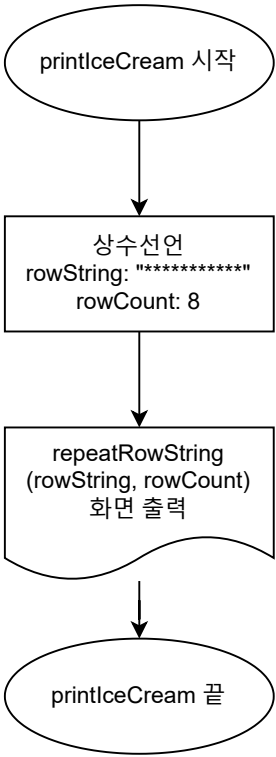 printIceCream 시작
상수선언
rowString: "***********"
rowCount: 8
repeatRowString
(rowString, rowCount)
화면 출력
printIceCream 끝